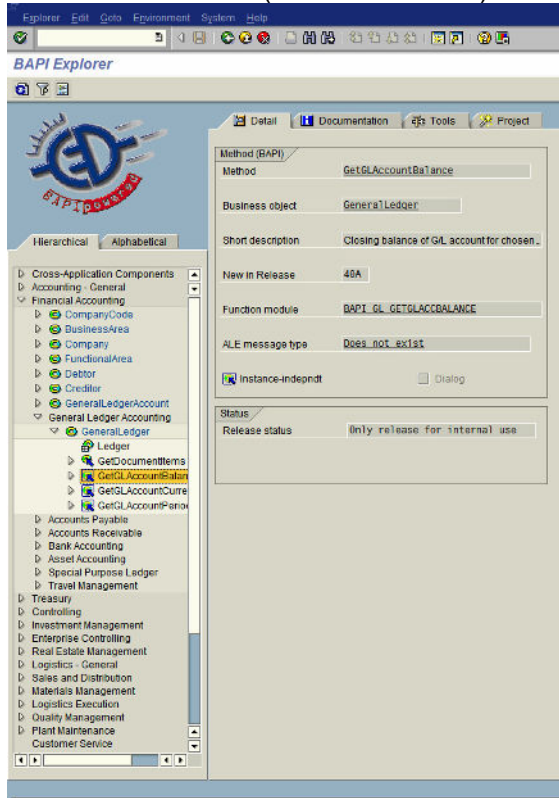 Explorer Edit Goto Environment System Help
BAPI Explorer
BAPIpowered
Detail Documentation Tools Project
Method (BAPI)
Method GetGLAccountBalance
Business object GeneralLedger
Short description Closing balance of G/L account for chosen
New in Release 40A
Function module BAPI_GL_GETGLACCBALANCE
ALE message type Does not exist
Instance-indepndt Dialog
Status
Release status Only release for internal use
Hierarchical Alphabetical
Cross-Application Components
Accounting - General
Financial Accounting
CompanyCode
BusinessArea
Company
FunctionalArea
Debtor
Creditor
GeneralLedgerAccount
General Ledger Accounting
GeneralLedger
Ledger
GetDocumentItems
GetGLAccountBalan
GetGLAccountCurre
GetGLAccountPerio
Accounts Payable
Accounts Receivable
Bank Accounting
Asset Accounting
Special Purpose Ledger
Travel Management
Treasury
Controlling
Investment Management
Enterprise Controlling
Real Estate Management
Logistics - General
Sales and Distribution
Materials Management
Logistics Execution
Quality Management
Plant Maintenance
Customer Service